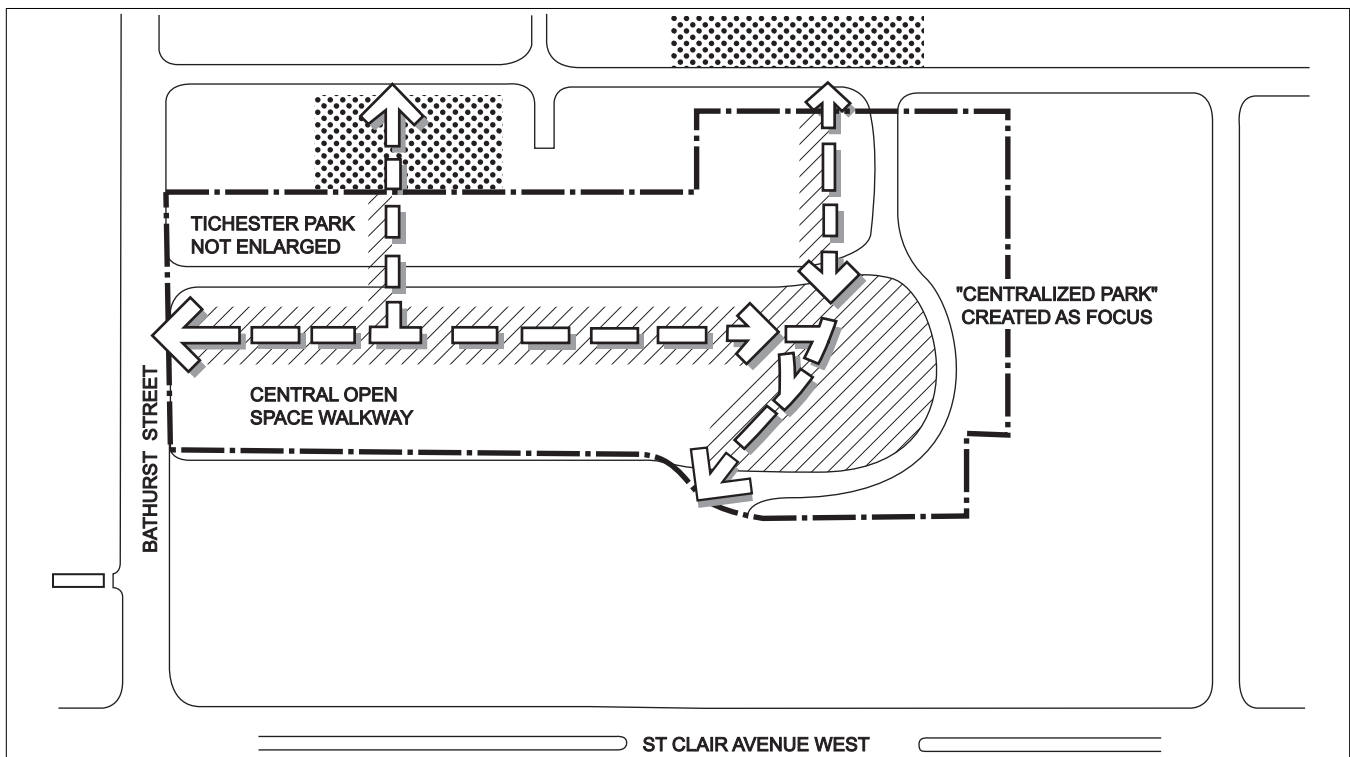 TICHESTER PARK
NOT ENLARGED
"CENTRALIZED PARK"
CREATED AS FOCUS
CENTRAL OPEN
SPACE WALKWAY
BATHURST STREET
ST CLAIR AVENUE WEST